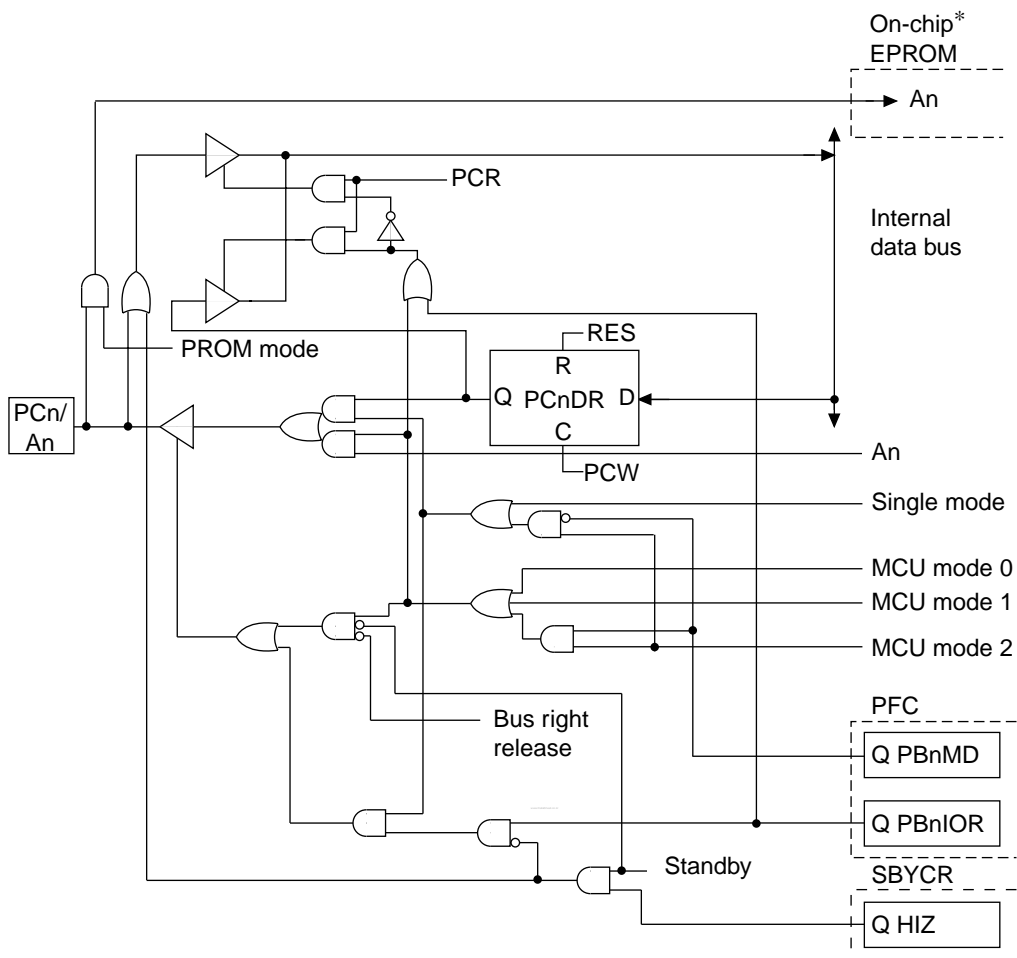 On-chip*
EPROM
An
PCR
Internal
data bus
RES
PROM mode
R
Q PCnDR D
C
PCn/
An
An
PCW
Single mode
MCU mode 0
MCU mode 1
MCU mode 2
PFC
Bus right
release
Q PBnMD
Q PBnIOR
Standby
SBYCR
Q HIZ